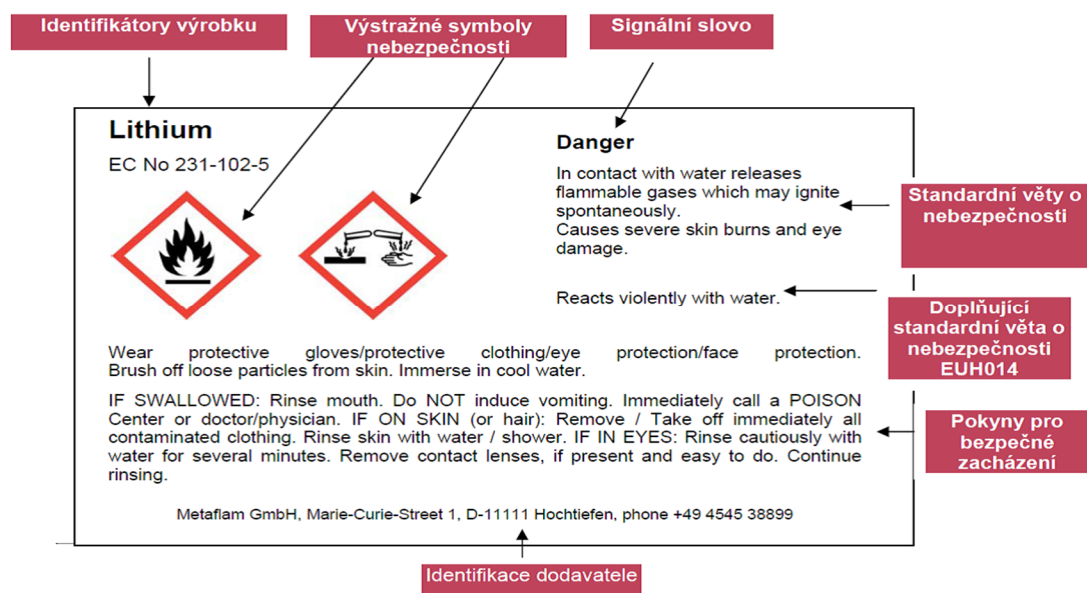 Identifikátory výrobku
Výstražné symboly
nebezpečnosti
Signální slovo
Lithium
EC No 231-102-5
Danger
In contact with water releases
flammable gases which may ignite
spontaneously.
Causes severe skin burns and eye
damage.
Standardní věty o
nebezpečnosti
Reacts violently with water.
Doplňující
standardní věta o
nebezpečnosti
EUH014
Wear protective gloves/protective clothing/eye protection/face protection.
Brush off loose particles from skin. Immerse in cool water.
IF SWALLOWED: Rinse mouth. Do NOT induce vomiting. Immediately call a POISON
Center or doctor/physician. IF ON SKIN (or hair): Remove / Take off immediately all
contaminated clothing. Rinse skin with water / shower. IF IN EYES: Rinse cautiously with
water for several minutes. Remove contact lenses, if present and easy to do. Continue
rinsing.
Pokyny pro
bezpečné
zacházení
Metaflam GmbH, Marie-Curie-Street 1, D-11111 Hochtiefen, phone +49 4545 38899
Identifikace dodavatele